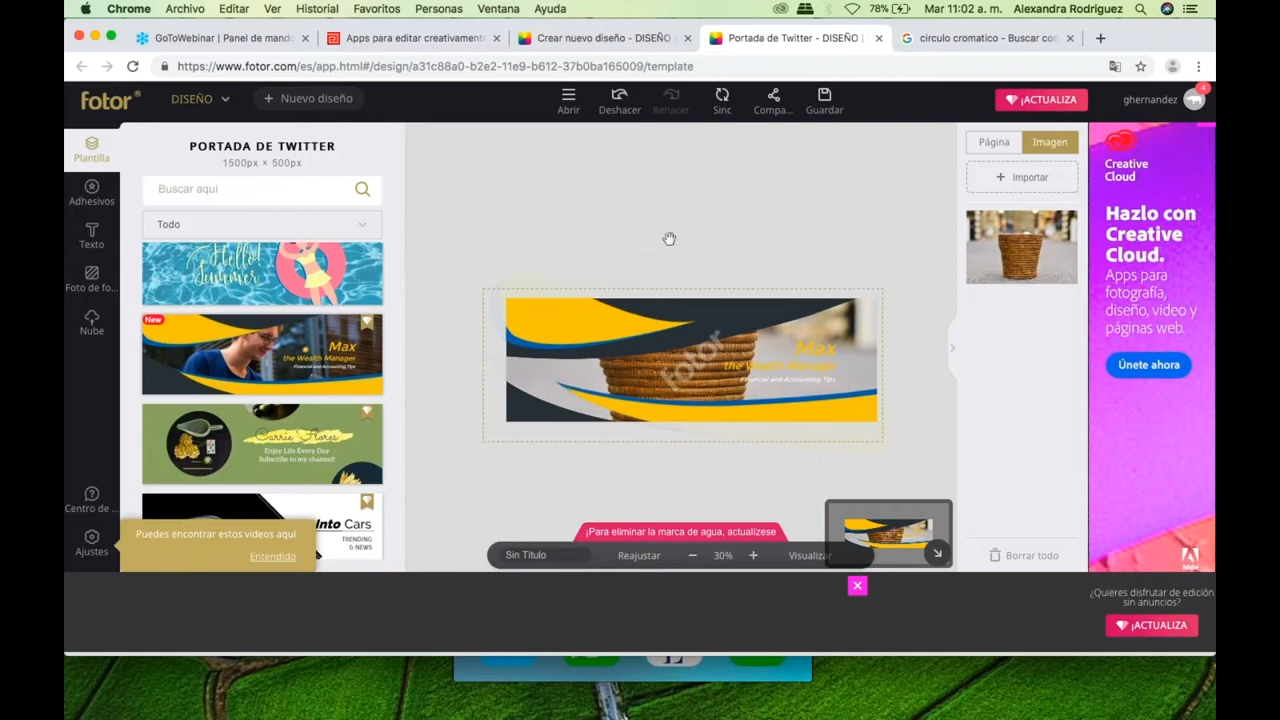 Chrome Archivo Editar Ver Historial Favoritos Personas Ventana Ayuda
78% Mar 11:02 a. m. Alexandra Rodriguez
GoToWebinar | Panel de mando
Apps para editar creativamente
Crear nuevo diseño - DISEÑO |
Portada de Twitter - DISEÑO |
circulo cromatico - Buscar con
https://www.fotor.com/es/app.html#/design/a31c88a0-b2e2-11e9-b612-37b0ba165009/template
fotor®
DISEÑO
+ Nuevo diseño
Abrir
Deshacer
Rehacer
Sinc
Compa...
Guardar
¡ACTUALIZA
ghernandez
4
Plantilla
Adhesivos
Texto
Foto de fo...
Nube
Centro de ...
Ajustes
PORTADA DE TWITTER
1500px × 500px
Buscar aquí
Todo
Hello!
Summer
New
Max
the Wealth Manager
Financial and Accounting Tips
Carrie Flores
Enjoy Life Every Day
Subscribe to my channel!
Into Cars
TRENDING
& NEWS
Puedes encontrar estos videos aquí
Entendido
fotor
Max
the Wealth Manager
Financial and Accounting Tips
¡Para eliminar la marca de agua, actualízese
Sin Título
Reajustar
− 30% +
Visualizar
Página
Imagen
+ Importar
Borrar todo
Creative
Cloud
Hazlo con
Creative
Cloud.
Apps para
fotografía,
diseño, video y
páginas web.
Únete ahora
Adobe
¿Quieres disfrutar de edición
sin anuncios?
¡ACTUALIZA